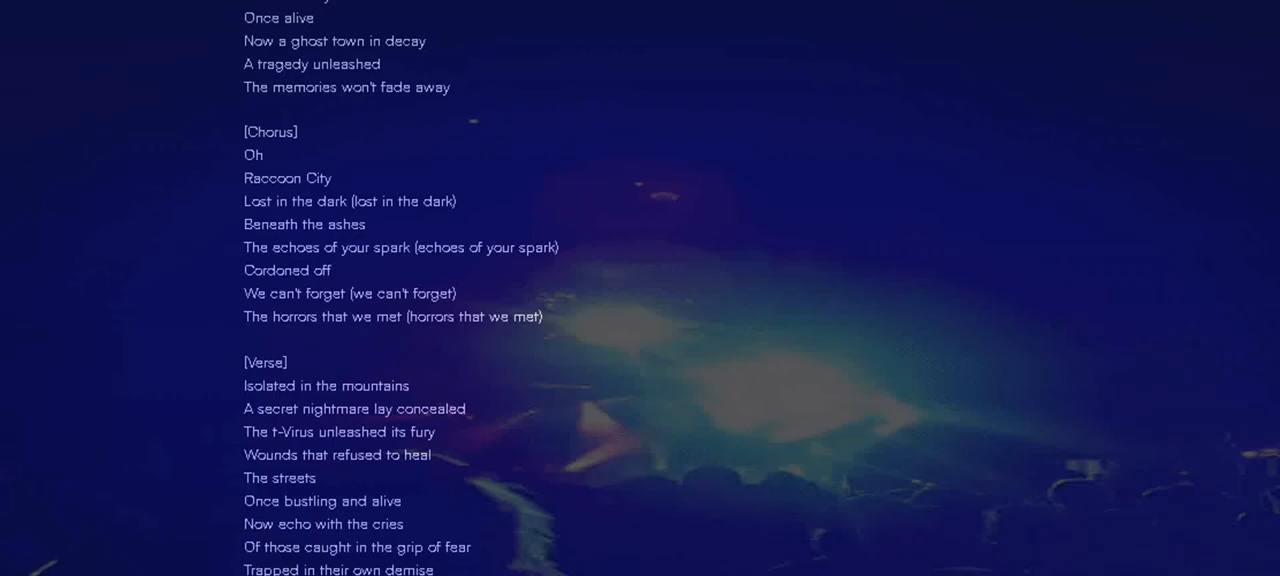 Once alive
Now a ghost town in decay
A tragedy unleashed
The memories won't fade away
[Chorus]
Oh
Raccoon City
Lost in the dark (lost in the dark)
Beneath the ashes
The echoes of your spark (echoes of your spark)
Cordoned off
We can't forget (we can't forget)
The horrors that we met (horrors that we met)
[Verse]
Isolated in the mountains
A secret nightmare lay concealed
The t-Virus unleashed its fury
Wounds that refused to heal
The streets
Once bustling and alive
Now echo with the cries
Of those caught in the grip of fear
Trapped in their own demise